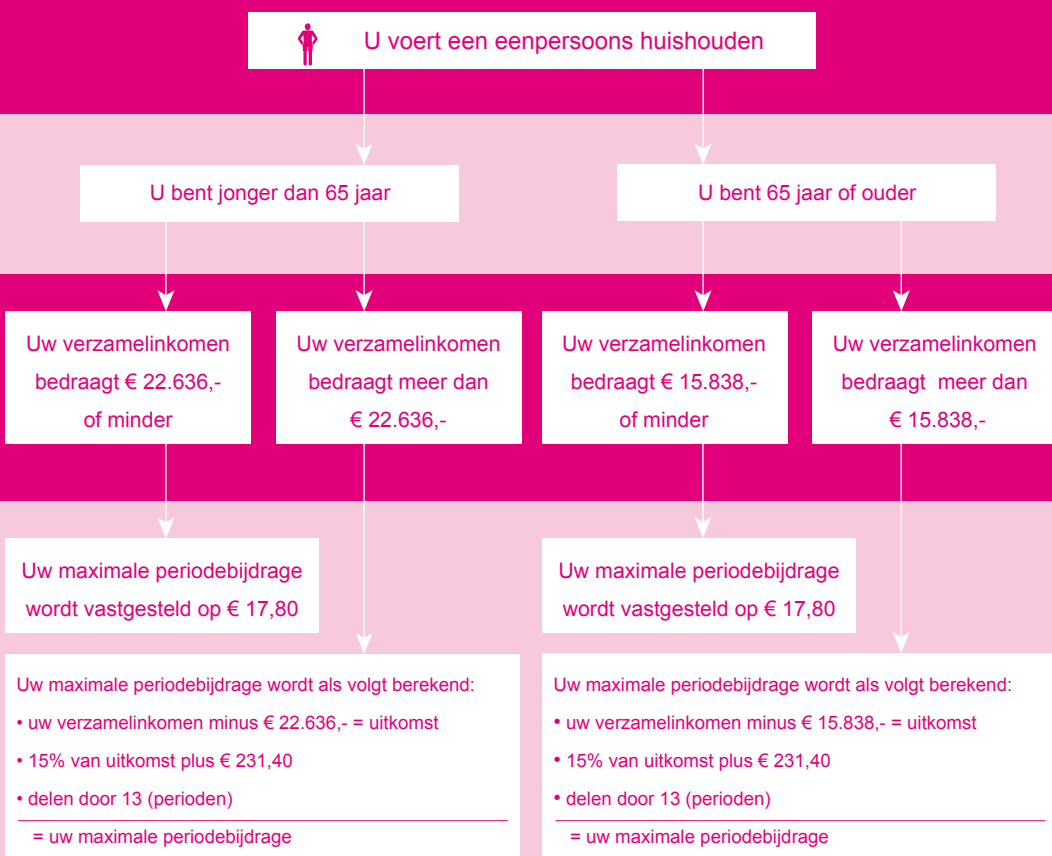 U voert een eenpersoons huishouden
U bent jonger dan 65 jaar
U bent 65 jaar of ouder
Uw verzamelinkomen
bedraagt € 22.636,-
of minder
Uw verzamelinkomen
bedraagt meer dan
€ 22.636,-
Uw verzamelinkomen
bedraagt € 15.838,-
of minder
Uw verzamelinkomen
bedraagt meer dan
€ 15.838,-
Uw maximale periodebijdrage
wordt vastgesteld op € 17,80
Uw maximale periodebijdrage
wordt vastgesteld op € 17,80
Uw maximale periodebijdrage wordt als volgt berekend:
• uw verzamelinkomen minus € 22.636,- = uitkomst
• 15% van uitkomst plus € 231,40
• delen door 13 (perioden)
= uw maximale periodebijdrage
Uw maximale periodebijdrage wordt als volgt berekend:
• uw verzamelinkomen minus € 15.838,- = uitkomst
• 15% van uitkomst plus € 231,40
• delen door 13 (perioden)
= uw maximale periodebijdrage